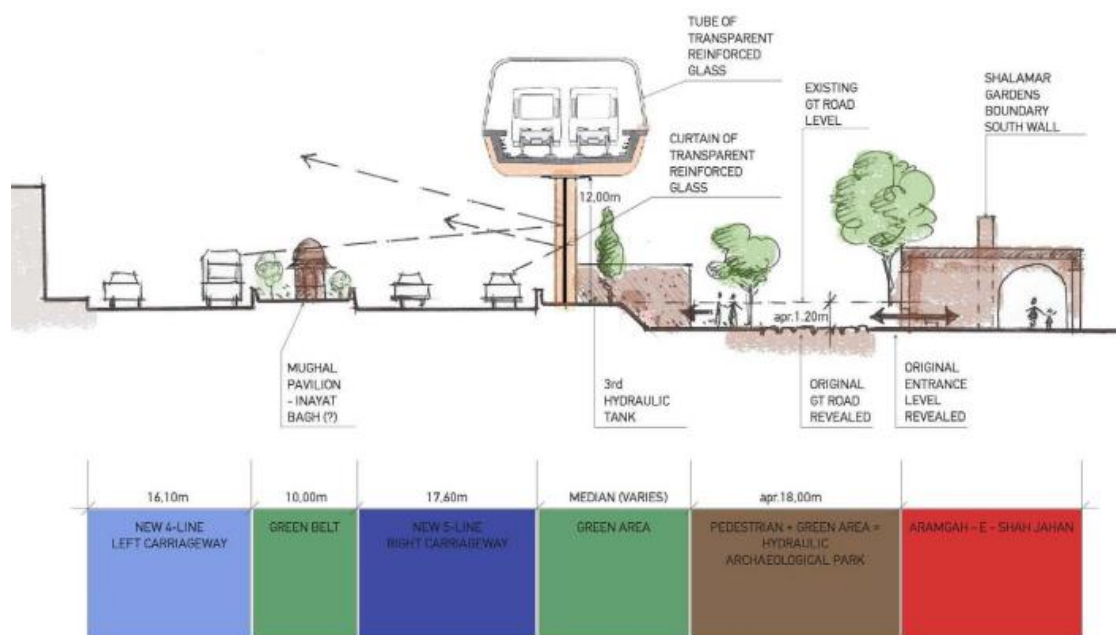 TUBE OF
TRANSPARENT
REINFORCED
GLASS
EXISTING
GT ROAD
LEVEL
SHALAMAR
GARDENS
BOUNDARY
SOUTH WALL
CURTAIN OF
TRANSPARENT
REINFORCED
GLASS
12,00m
apr.1.20m
MUGHAL
PAVILION
- INAYAT
BAGH (?)
3rd
HYDRAULIC
TANK
ORIGINAL
GT ROAD
REVEALED
ORIGINAL
ENTRANCE
LEVEL
REVEALED
16,10m
10,00m
17,60m
MEDIAN (VARIES)
apr.18,00m
NEW 4-LINE
LEFT CARRIAGEWAY
GREEN BELT
NEW 5-LINE
RIGHT CARRIAGEWAY
GREEN AREA
PEDESTRIAN + GREEN AREA =
HYDRAULIC
ARCHAEOLOGICAL PARK
ARAMGAH - E - SHAH JAHAN